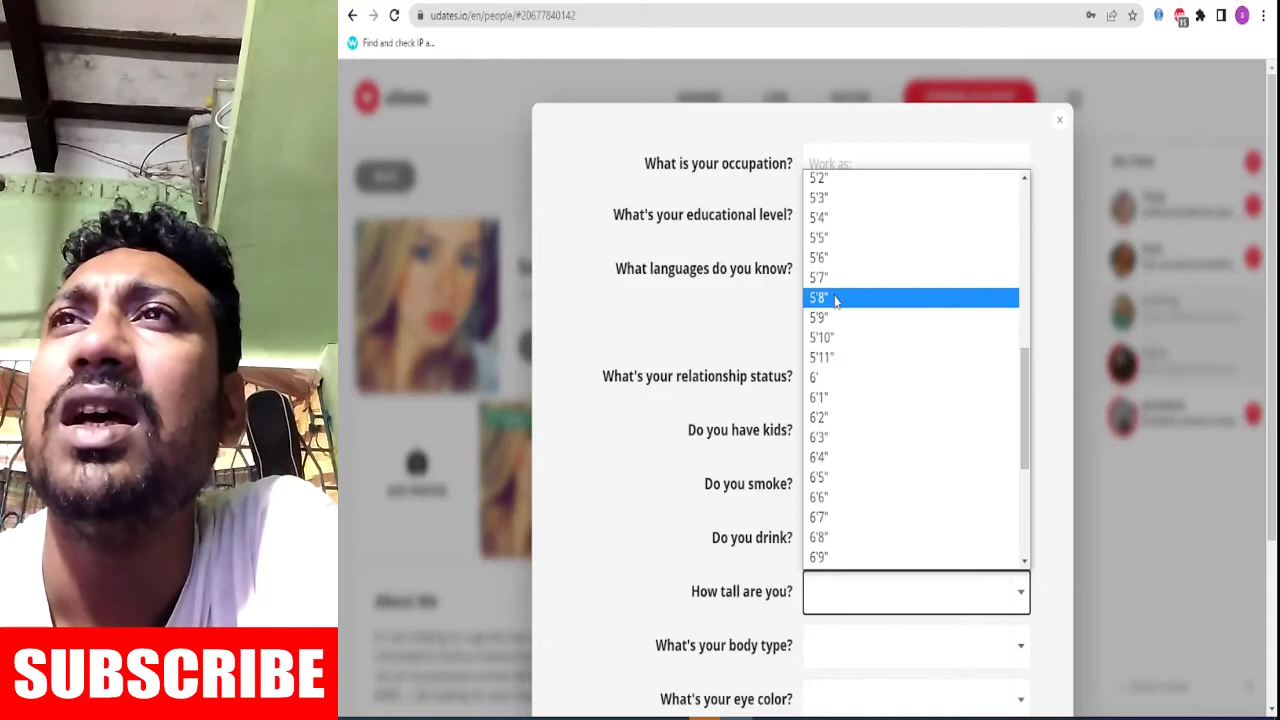 udates.io/en/people/#20677840142
15
S
Find and check IP a...
udates
x
What is your occupation?
Work as:
What's your educational level?
What languages do you know?
What's your relationship status?
Do you have kids?
Do you smoke?
Do you drink?
How tall are you?
What's your body type?
What's your eye color?
5'2"
5'3"
5'4"
5'5"
5'6"
5'7"
5'8"
5'9"
5'10"
5'11"
6'
6'1"
6'2"
6'3"
6'4"
6'5"
6'6"
6'7"
6'8"
6'9"
About Me
SUBSCRIBE